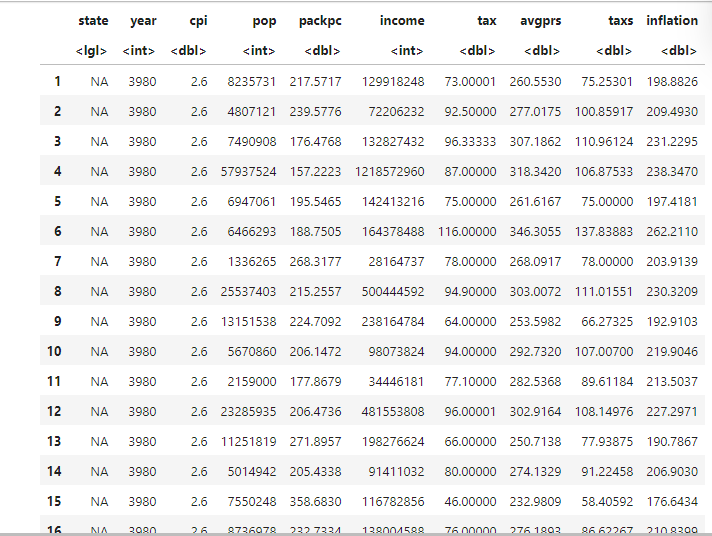 state year cpi pop packpc income tax avgprs taxs inflation
<lgl> <int> <dbl> <int> <dbl> <int> <dbl> <dbl> <dbl> <dbl>
1 NA 3980 2.6 8235731 217.5717 129918248 73.00001 260.5530 75.25301 198.8826
2 NA 3980 2.6 4807121 239.5776 72206232 92.50000 277.0175 100.85917 209.4930
3 NA 3980 2.6 7490908 176.4768 132827432 96.33333 307.1862 110.96124 231.2295
4 NA 3980 2.6 57937524 157.2223 1218572960 87.00000 318.3420 106.87533 238.3470
5 NA 3980 2.6 6947061 195.5465 142413216 75.00000 261.6167 75.00000 197.4181
6 NA 3980 2.6 6466293 188.7505 164378488 116.00000 346.3055 137.83883 262.2110
7 NA 3980 2.6 1336265 268.3177 28164737 78.00000 268.0917 78.00000 203.9139
8 NA 3980 2.6 25537403 215.2557 500444592 94.90000 303.0072 111.01551 230.3209
9 NA 3980 2.6 13151538 224.7092 238164784 64.00000 253.5982 66.27325 192.9103
10 NA 3980 2.6 5670860 206.1472 98073824 94.00000 292.7320 107.00700 219.9046
11 NA 3980 2.6 2159000 177.8679 34446181 77.10000 282.5368 89.61184 213.5037
12 NA 3980 2.6 23285935 206.4736 481553808 96.00001 302.9164 108.14976 227.2971
13 NA 3980 2.6 11251819 271.8957 198276624 66.00000 250.7138 77.93875 190.7867
14 NA 3980 2.6 5014942 205.4338 91411032 80.00000 274.1329 91.22458 206.9030
15 NA 3980 2.6 7550248 358.6830 116782856 46.00000 232.9809 58.40592 176.6434
16 NA 3980 2.6 8736978 232.7334 138004588 76.00000 276.1893 86.62267 210.8399